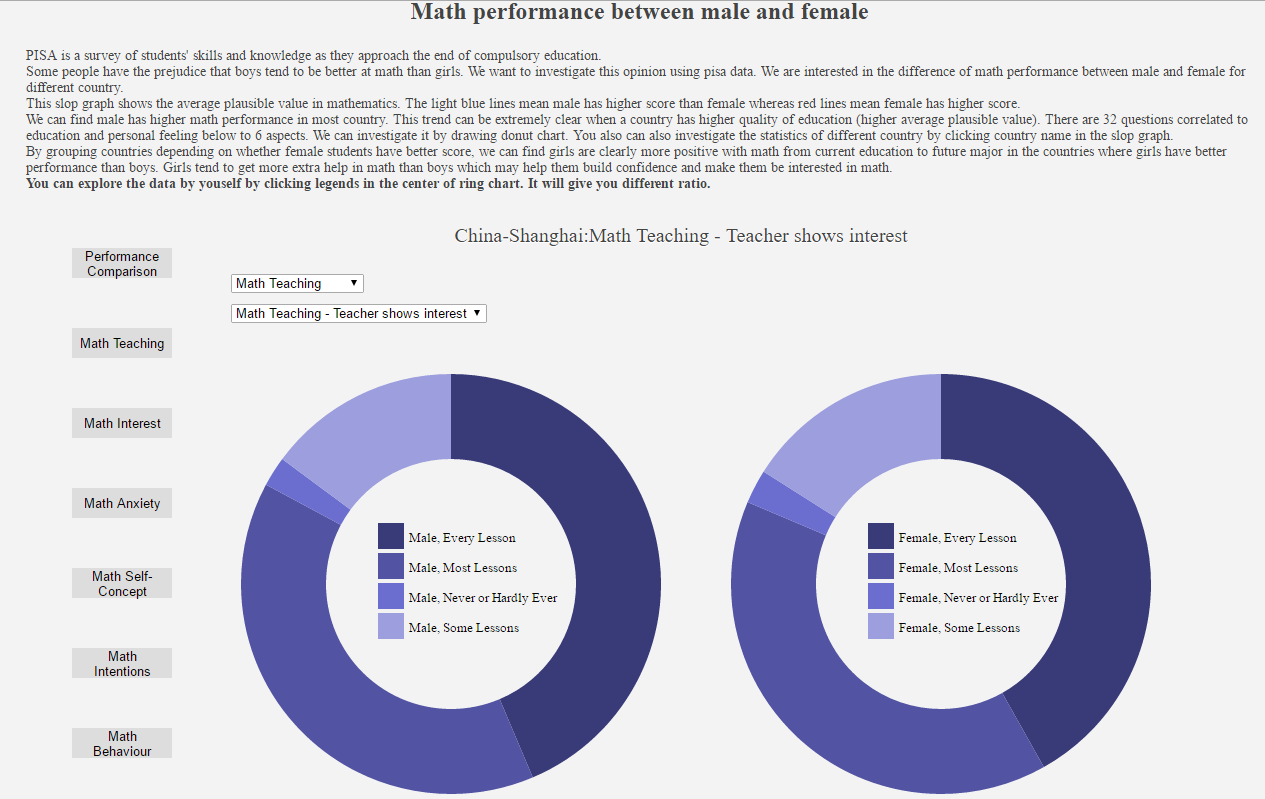 Math performance between male and female
PISA is a survey of students' skills and knowledge as they approach the end of compulsory education.
Some people have the prejudice that boys tend to be better at math than girls. We want to investigate this opinion using pisa data. We are interested in the difference of math performance between male and female for
different country.
This slop graph shows the average plausible value in mathematics. The light blue lines mean male has higher score than female whereas red lines mean female has higher score.
We can find male has higher math performance in most country. This trend can be extremely clear when a country has higher quality of education (higher average plausible value). There are 32 questions correlated to
education and personal feeling below to 6 aspects. We can investigate it by drawing donut chart. You also can also investigate the statistics of different country by clicking country name in the slop graph.
By grouping countries depending on whether female students have better score, we can find girls are clearly more positive with math from current education to future major in the countries where girls have better
performance than boys. Girls tend to get more extra help in math than boys which may help them build confidence and make them be interested in math.
You can explore the data by youself by clicking legends in the center of ring chart. It will give you different ratio.
China-Shanghai:Math Teaching - Teacher shows interest
Performance
Comparison
Math Teaching
Math Interest
Math Anxiety
Math Self-
Concept
Math
Intentions
Math
Behaviour
Math Teaching
Math Teaching - Teacher shows interest
Male, Every Lesson
Male, Most Lessons
Male, Never or Hardly Ever
Male, Some Lessons
Female, Every Lesson
Female, Most Lessons
Female, Never or Hardly Ever
Female, Some Lessons